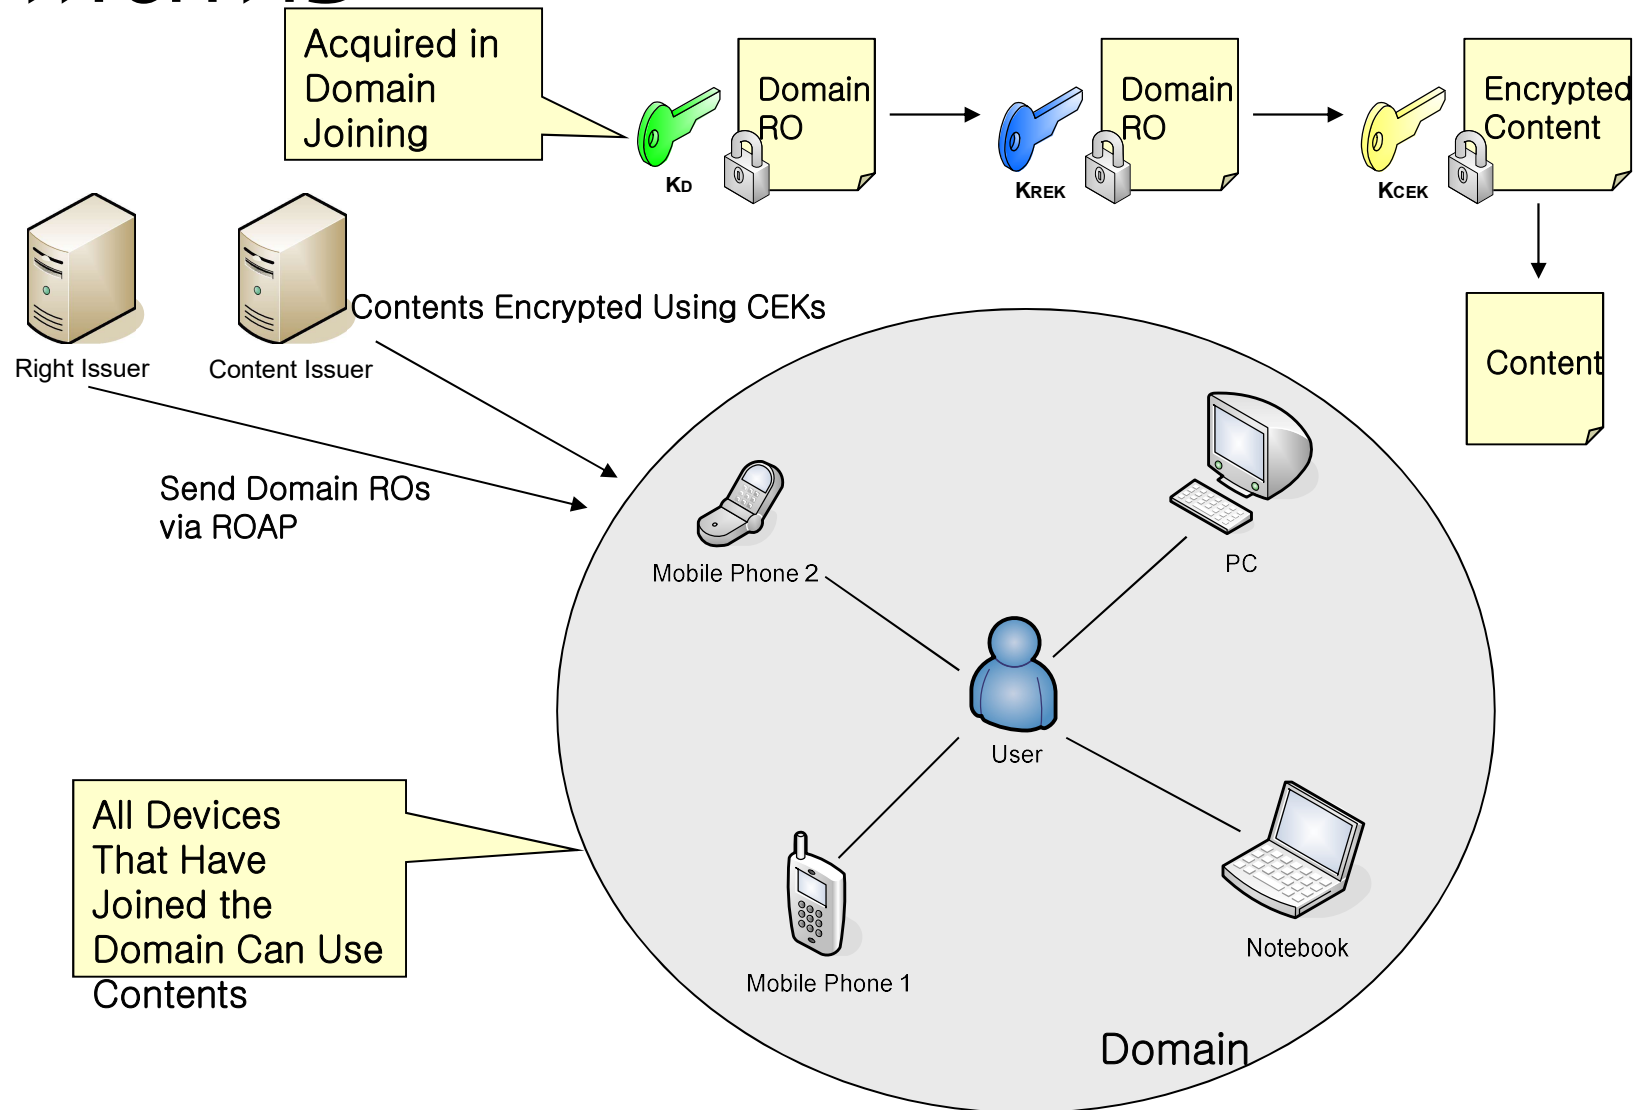 Acquired in
Domain
Joining
KD
Domain
RO
KREK
Domain
RO
KCEK
Encrypted
Content
Content
Right Issuer
Content Issuer
Contents Encrypted Using CEKs
Send Domain ROs
via ROAP
Mobile Phone 2
PC
User
Mobile Phone 1
Notebook
All Devices
That Have
Joined the
Domain Can Use
Contents
Domain